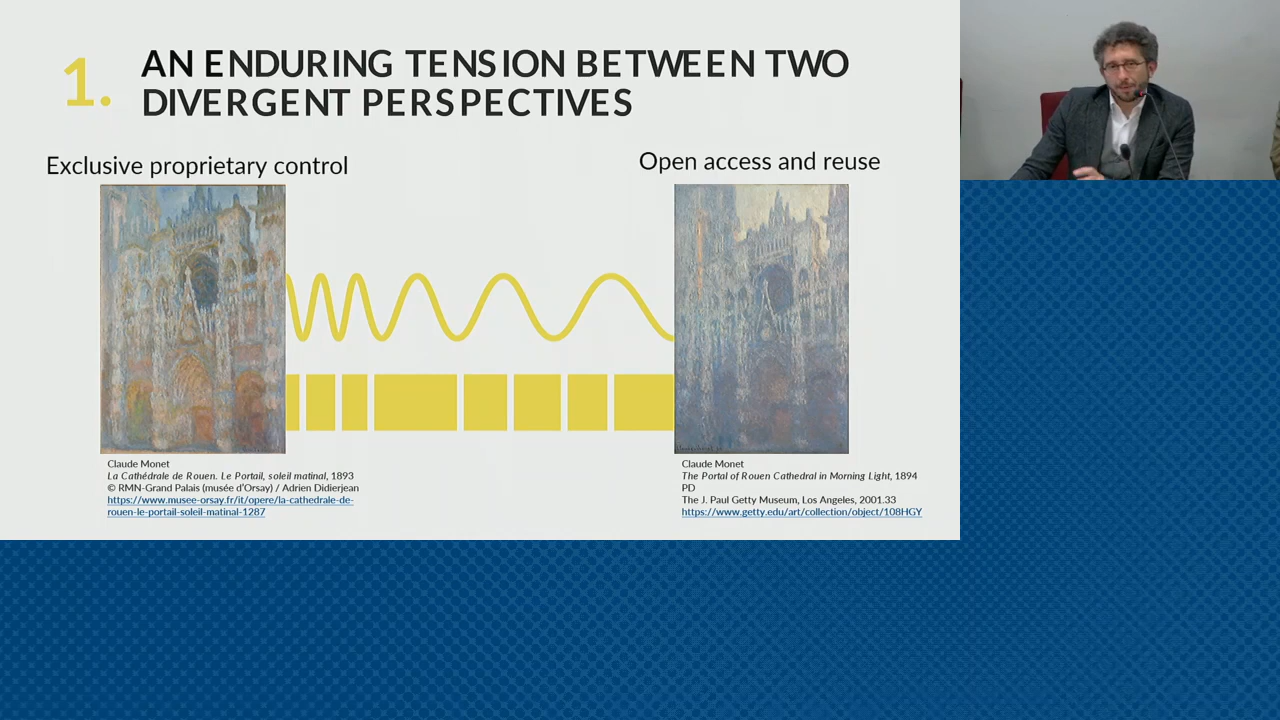 1. AN ENDURING TENSION BETWEEN TWO
DIVERGENT PERSPECTIVES
Exclusive proprietary control
Open access and reuse
Claude Monet
La Cathédrale de Rouen. Le Portail, soleil matinal, 1893
© RMN-Grand Palais (musée d'Orsay) / Adrien Didierjean
https://www.musee-orsay.fr/it/opere/la-cathedrale-de-
rouen-le-portail-soleil-matinal-1287
Claude Monet
The Portal of Rouen Cathedral in Morning Light, 1894
PD
The J. Paul Getty Museum, Los Angeles, 2001.33
https://www.getty.edu/art/collection/object/108HGY